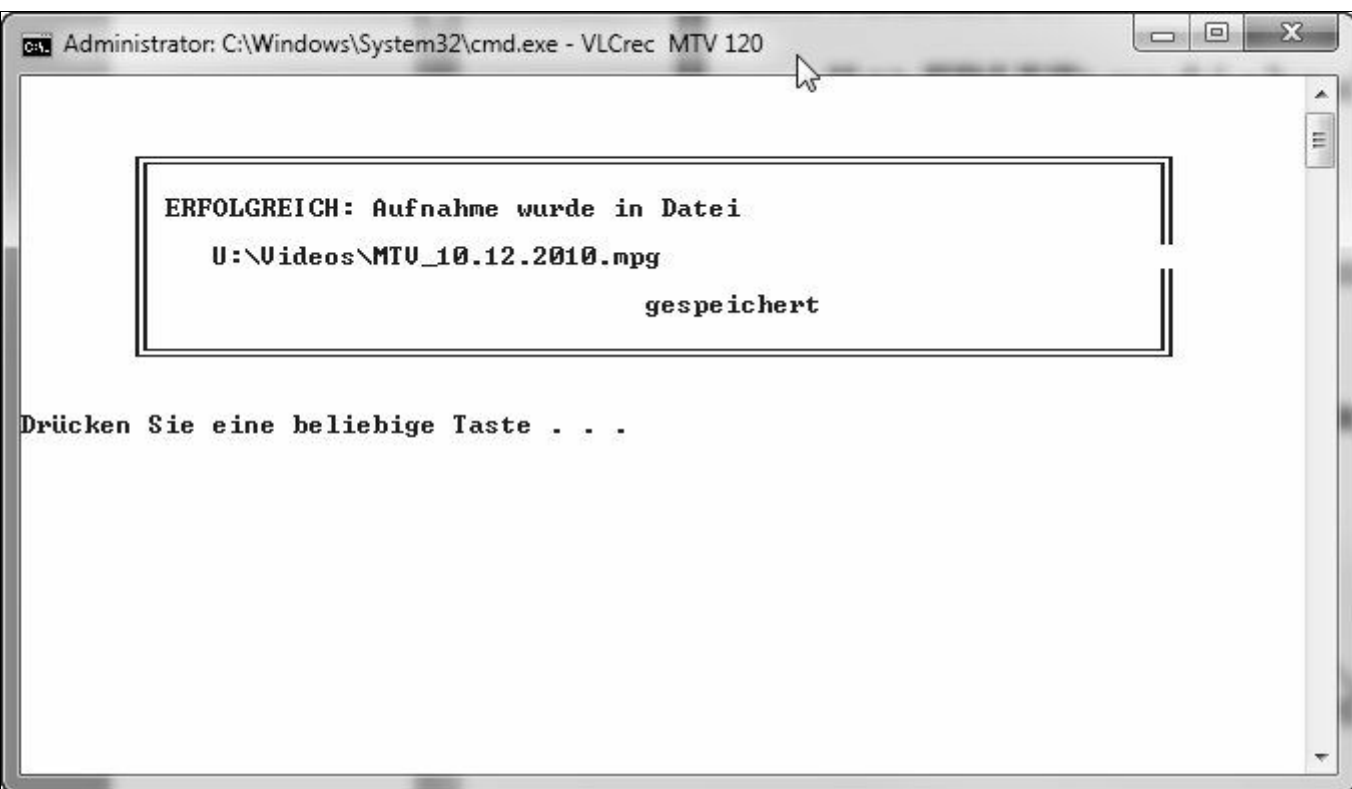 Administrator: C:\Windows\System32\cmd.exe - VLCrec MTV 120
ERFOLGREICH: Aufnahme wurde in Datei
U:\Videos\MTV_10.12.2010.mpg
gespeichert
Drücken Sie eine beliebige Taste . . .